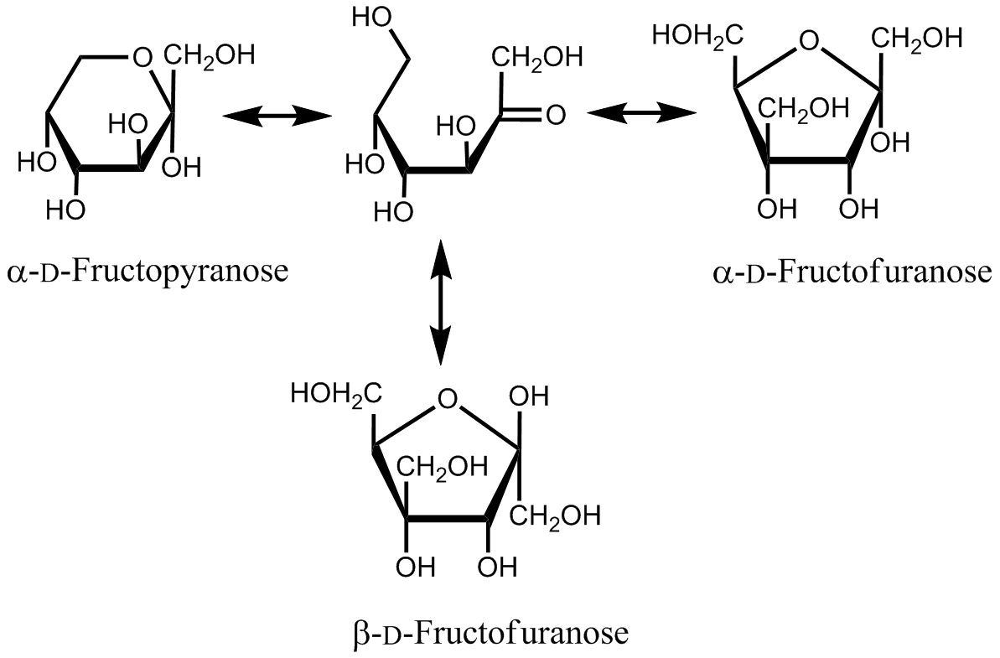 HO
O CH₂OH
HO
HO OH
HO
CH₂OH
HO
O
HO
HO
HOH₂C O CH₂OH
CH₂OH
OH
OH OH
α-D-Fructopyranose
α-D-Fructofuranose
HOH₂C O OH
CH₂OH
CH₂OH
OH OH
β-D-Fructofuranose